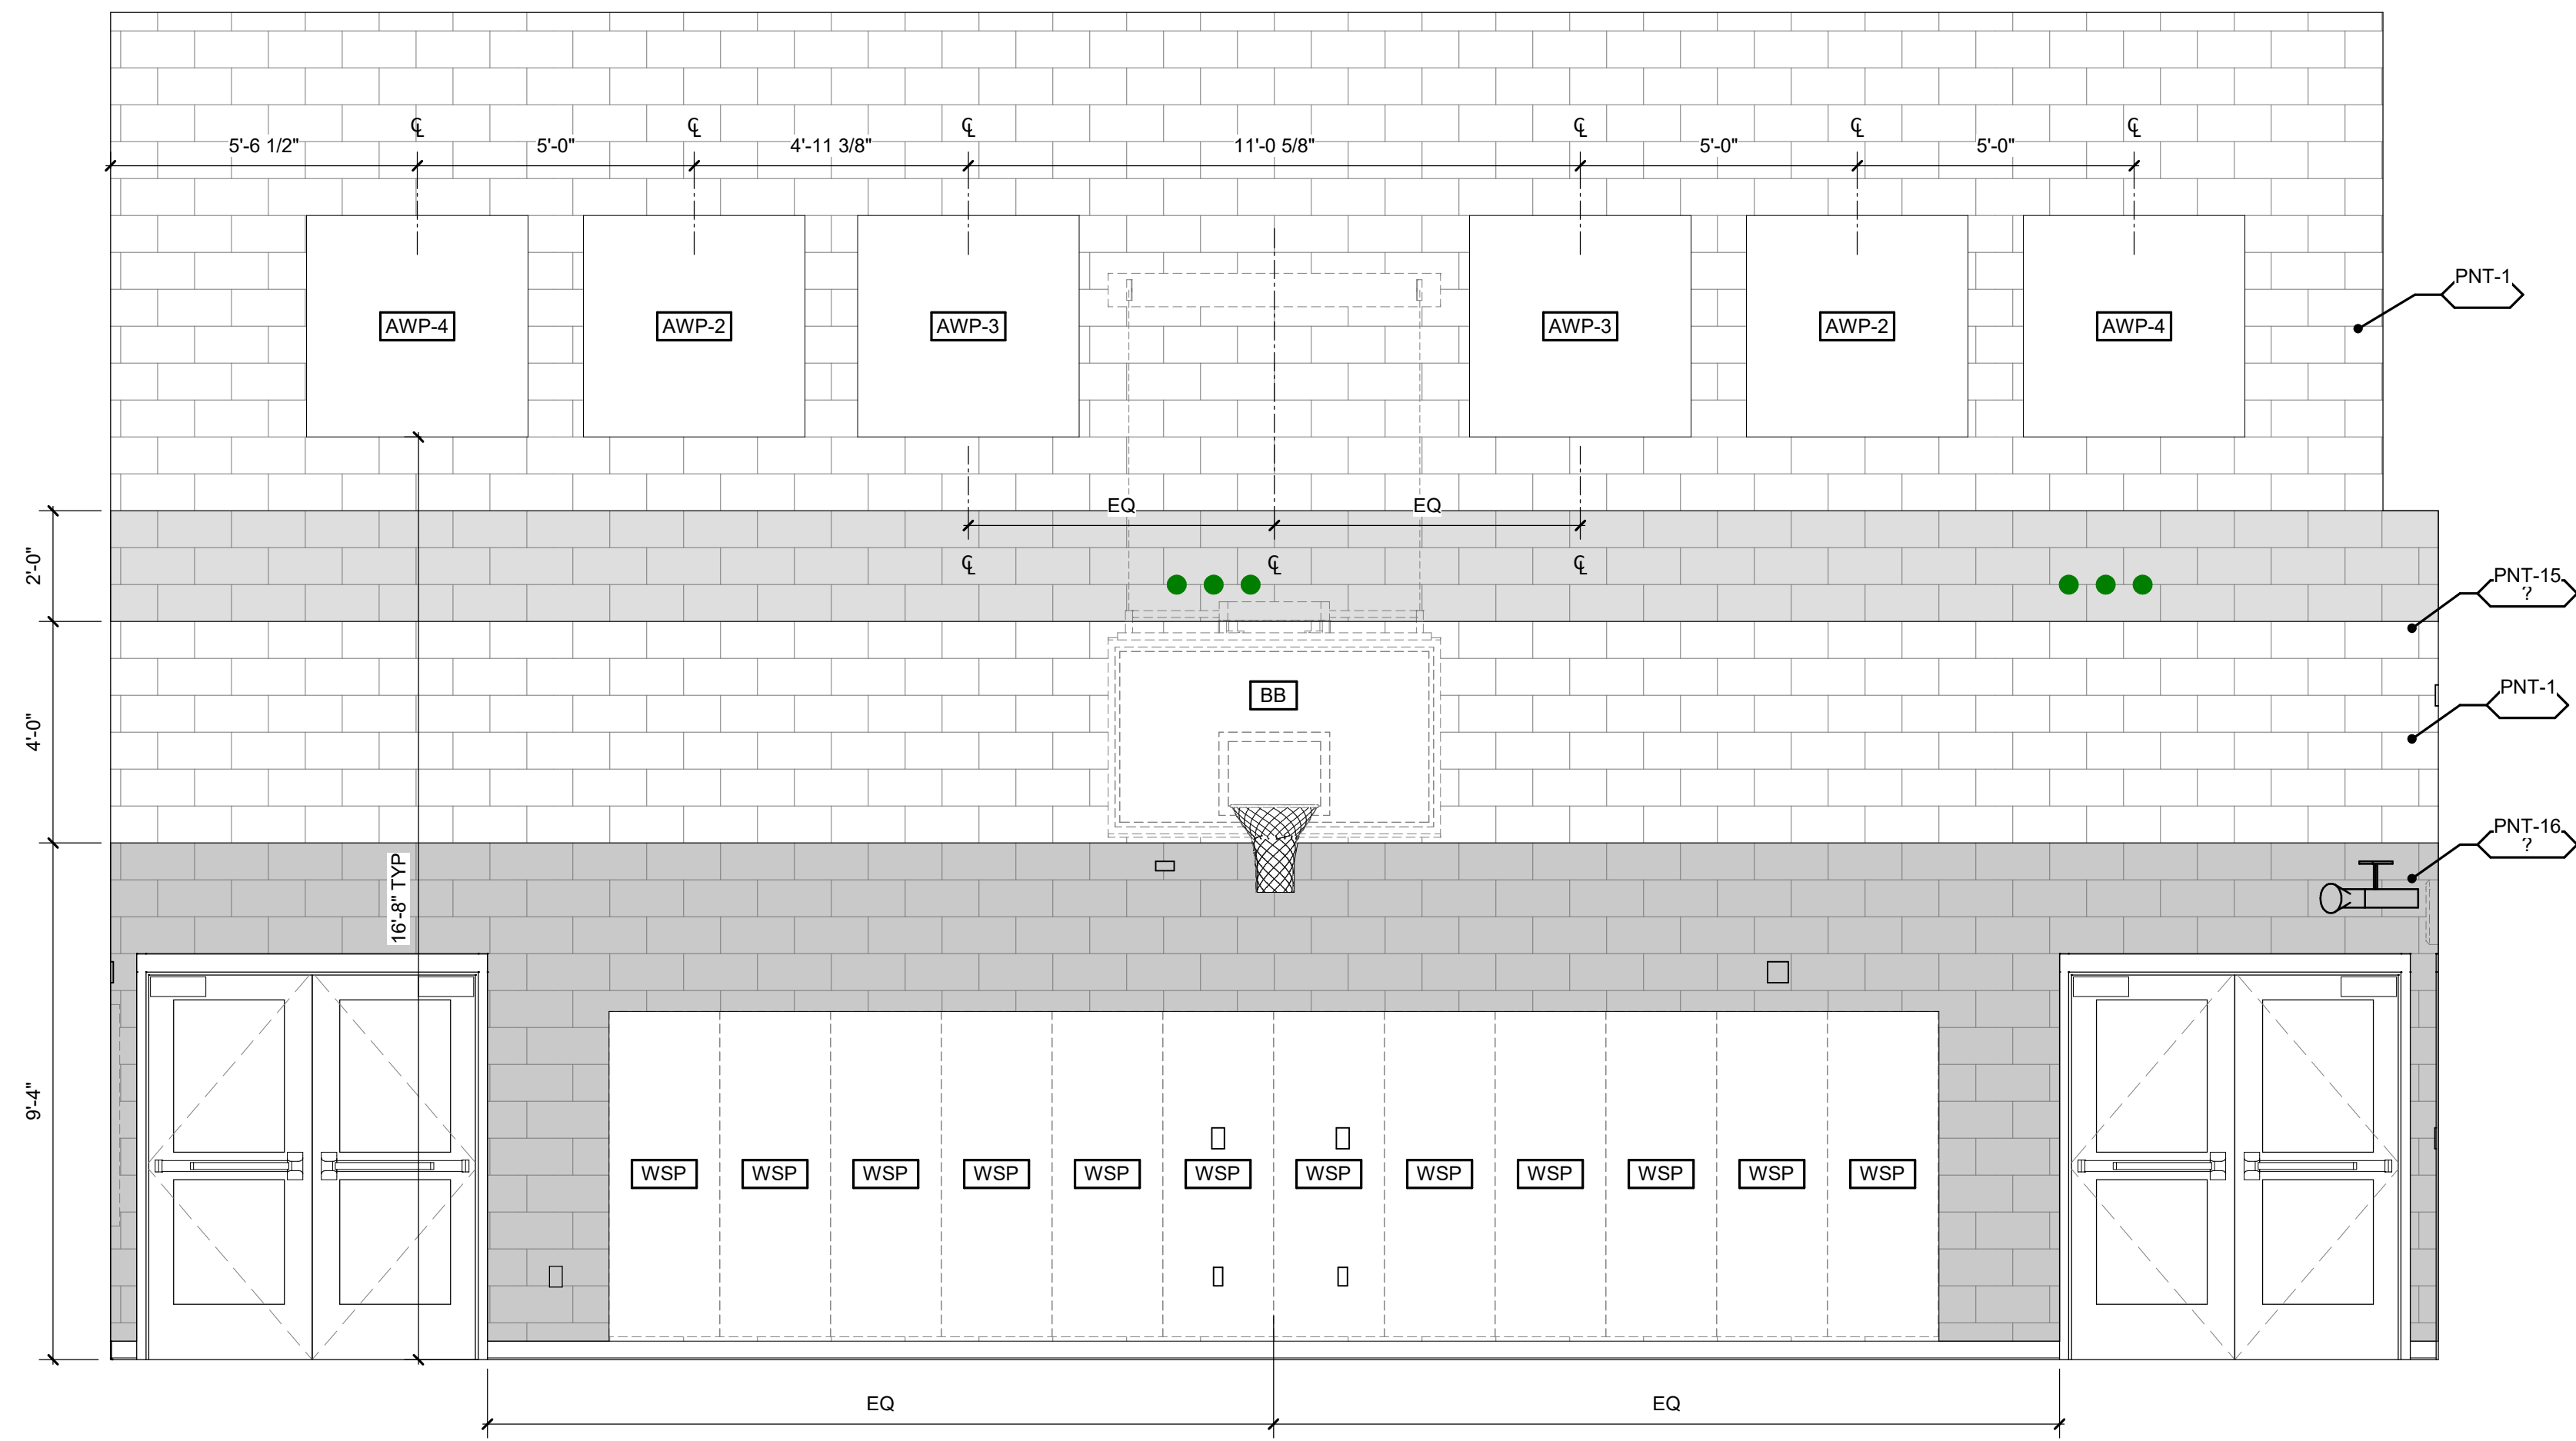 ℄ ℄ ℄ ℄ ℄ ℄
5'-6 1/2" 5'-0" 4'-11 3/8" 11'-0 5/8" 5'-0" 5'-0"
PNT-1
AWP-4 AWP-2 AWP-3 AWP-3 AWP-2 AWP-4
EQ EQ
℄ ℄ ℄
2'-0"
PNT-15
?
BB
PNT-1
4'-0"
PNT-16
?
16'-8" TYP
9'-4"
WSP WSP WSP WSP WSP WSP WSP WSP WSP WSP WSP WSP
EQ EQ